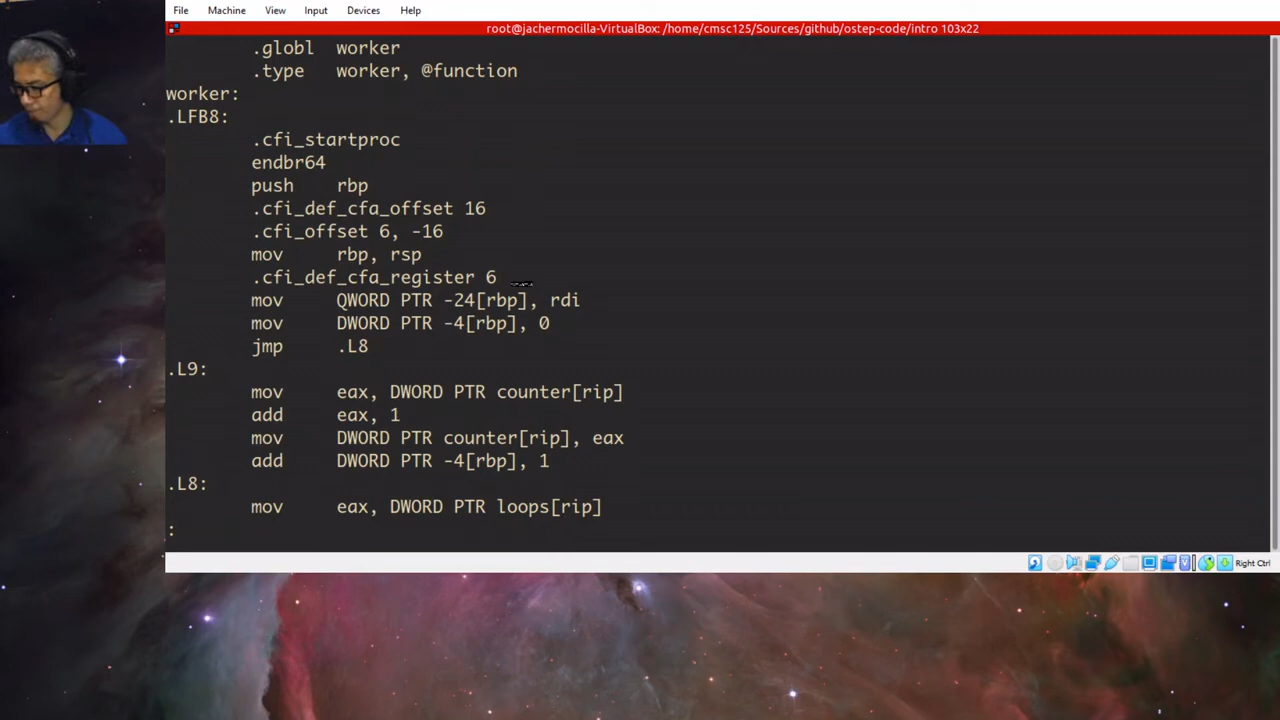 File Machine View Input Devices Help
root@jachermocilla-VirtualBox: /home/cmsc125/Sources/github/ostep-code/intro 103x22
.globl worker
.type worker, @function
worker:
.LFB8:
.cfi_startproc
endbr64
push rbp
.cfi_def_cfa_offset 16
.cfi_offset 6, -16
mov rbp, rsp
.cfi_def_cfa_register 6
mov QWORD PTR -24[rbp], rdi
mov DWORD PTR -4[rbp], 0
jmp .L8
.L9:
mov eax, DWORD PTR counter[rip]
add eax, 1
mov DWORD PTR counter[rip], eax
add DWORD PTR -4[rbp], 1
.L8:
mov eax, DWORD PTR loops[rip]
:
Right Ctrl